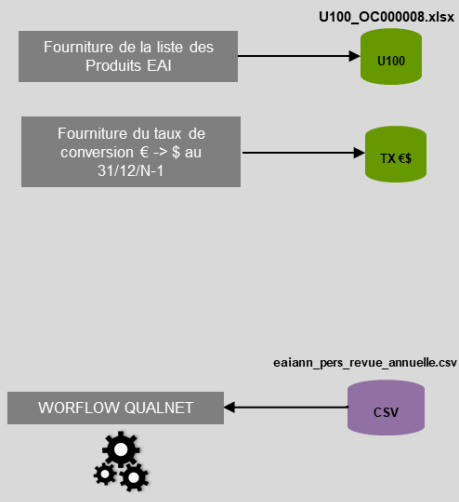 U100_OC000008.xlsx
Fourniture de la liste des
Produits EAI
U100
Fourniture du taux de
conversion € -> $ au
31/12/N-1
TX €$
eaiann_pers_revue_annuelle.csv
WORFLOW QUALNET
CSV